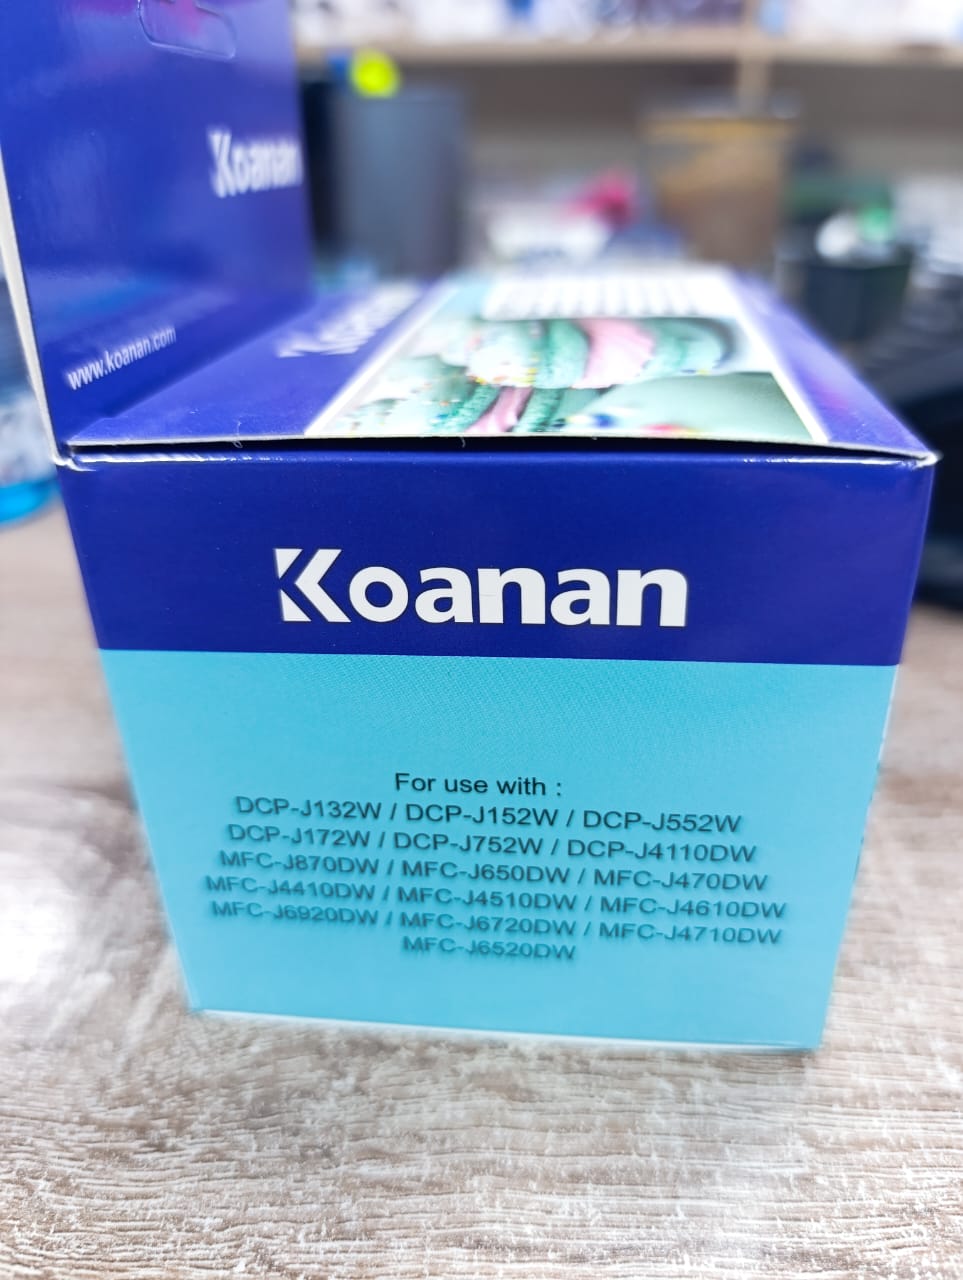 Koanan
www.koanan.com
Koanan
Koanan
For use with :
DCP-J132W / DCP-J152W / DCP-J552W
DCP-J172W / DCP-J752W / DCP-J4110DW
MFC-J870DW / MFC-J650DW / MFC-J470DW
MFC-J4410DW / MFC-J4510DW / MFC-J4610DW
MFC-J6920DW / MFC-J6720DW / MFC-J4710DW
MFC-J6520DW